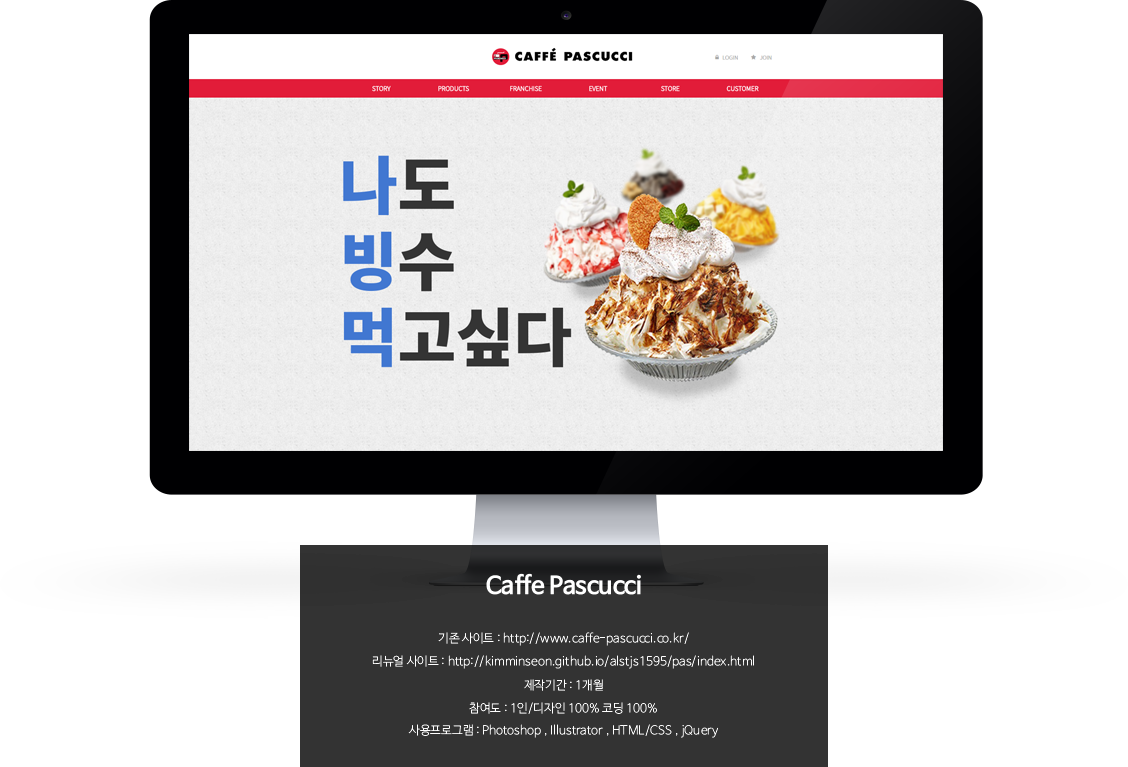 CAFFÉ PASCUCCI
LOGIN JOIN
STORY PRODUCTS FRANCHISE EVENT STORE CUSTOMER
나도
빙수
먹고싶다
Caffe Pascucci
기존 사이트 : http://www.caffe-pascucci.co.kr/
리뉴얼 사이트 : http://kimminseon.github.io/alstjs1595/pas/index.html
제작기간 : 1개월
참여도 : 1인/디자인 100% 코딩 100%
사용프로그램 : Photoshop , Illustrator , HTML/CSS , jQuery